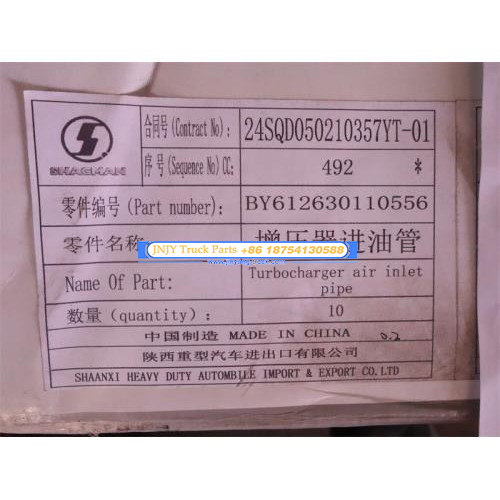 SHACMAN
合同号(Contract No): 24SQD050210357YT-01
序号(Sequence No)CC: 492 *
零件编号(Part number): BY612630110556
零件名称 增压器进油管
JNJY Truck Parts +86 18754130588
Name Of Part: Turbocharger air inlet
pipe
数量(quantity): 10
中国制造 MADE IN CHINA
0.2
陕西重型汽车进出口有限公司
SHAANXI HEAVY DUTY AUTOMBILE IMPORT & EXPORT CO.LTD